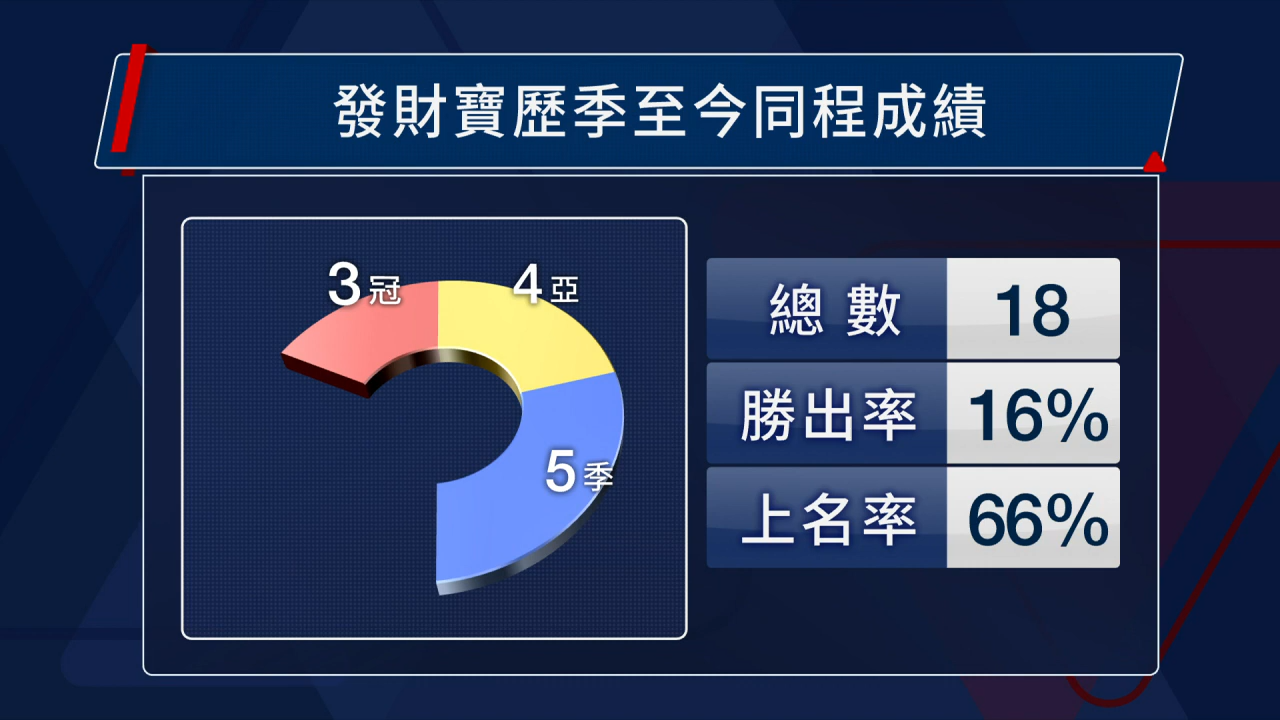 發財寶歷季至今同程成績
3冠
4亞
5季
總數 18
勝出率 16%
上名率 66%